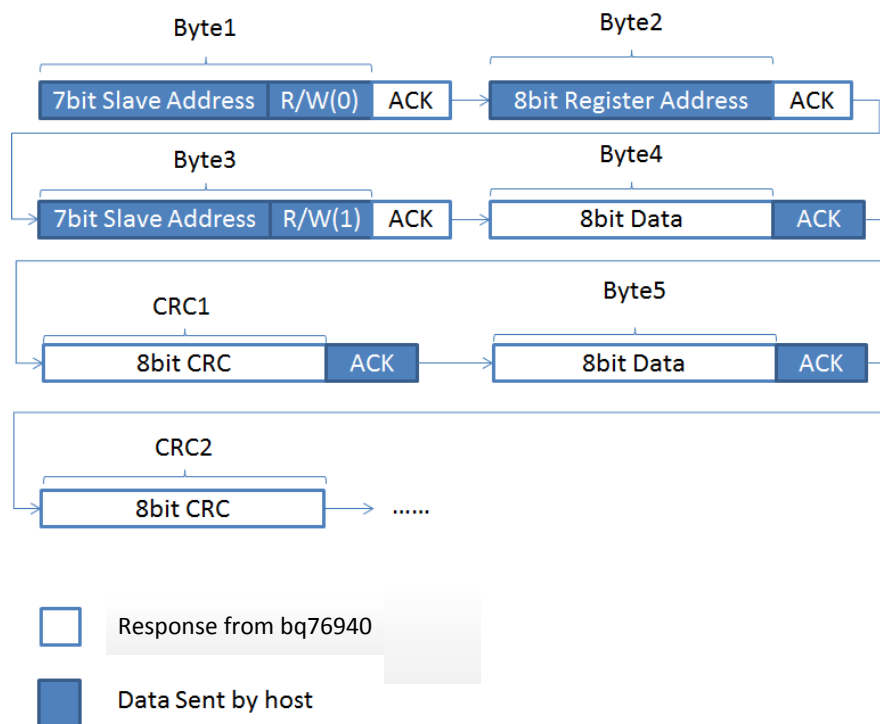 Byte1
Byte2
7bit Slave Address R/W(0) ACK
8bit Register Address ACK
Byte3
Byte4
7bit Slave Address R/W(1) ACK
8bit Data ACK
CRC1
Byte5
8bit CRC ACK
8bit Data ACK
CRC2
8bit CRC ......
Response from bq76940
Data Sent by host